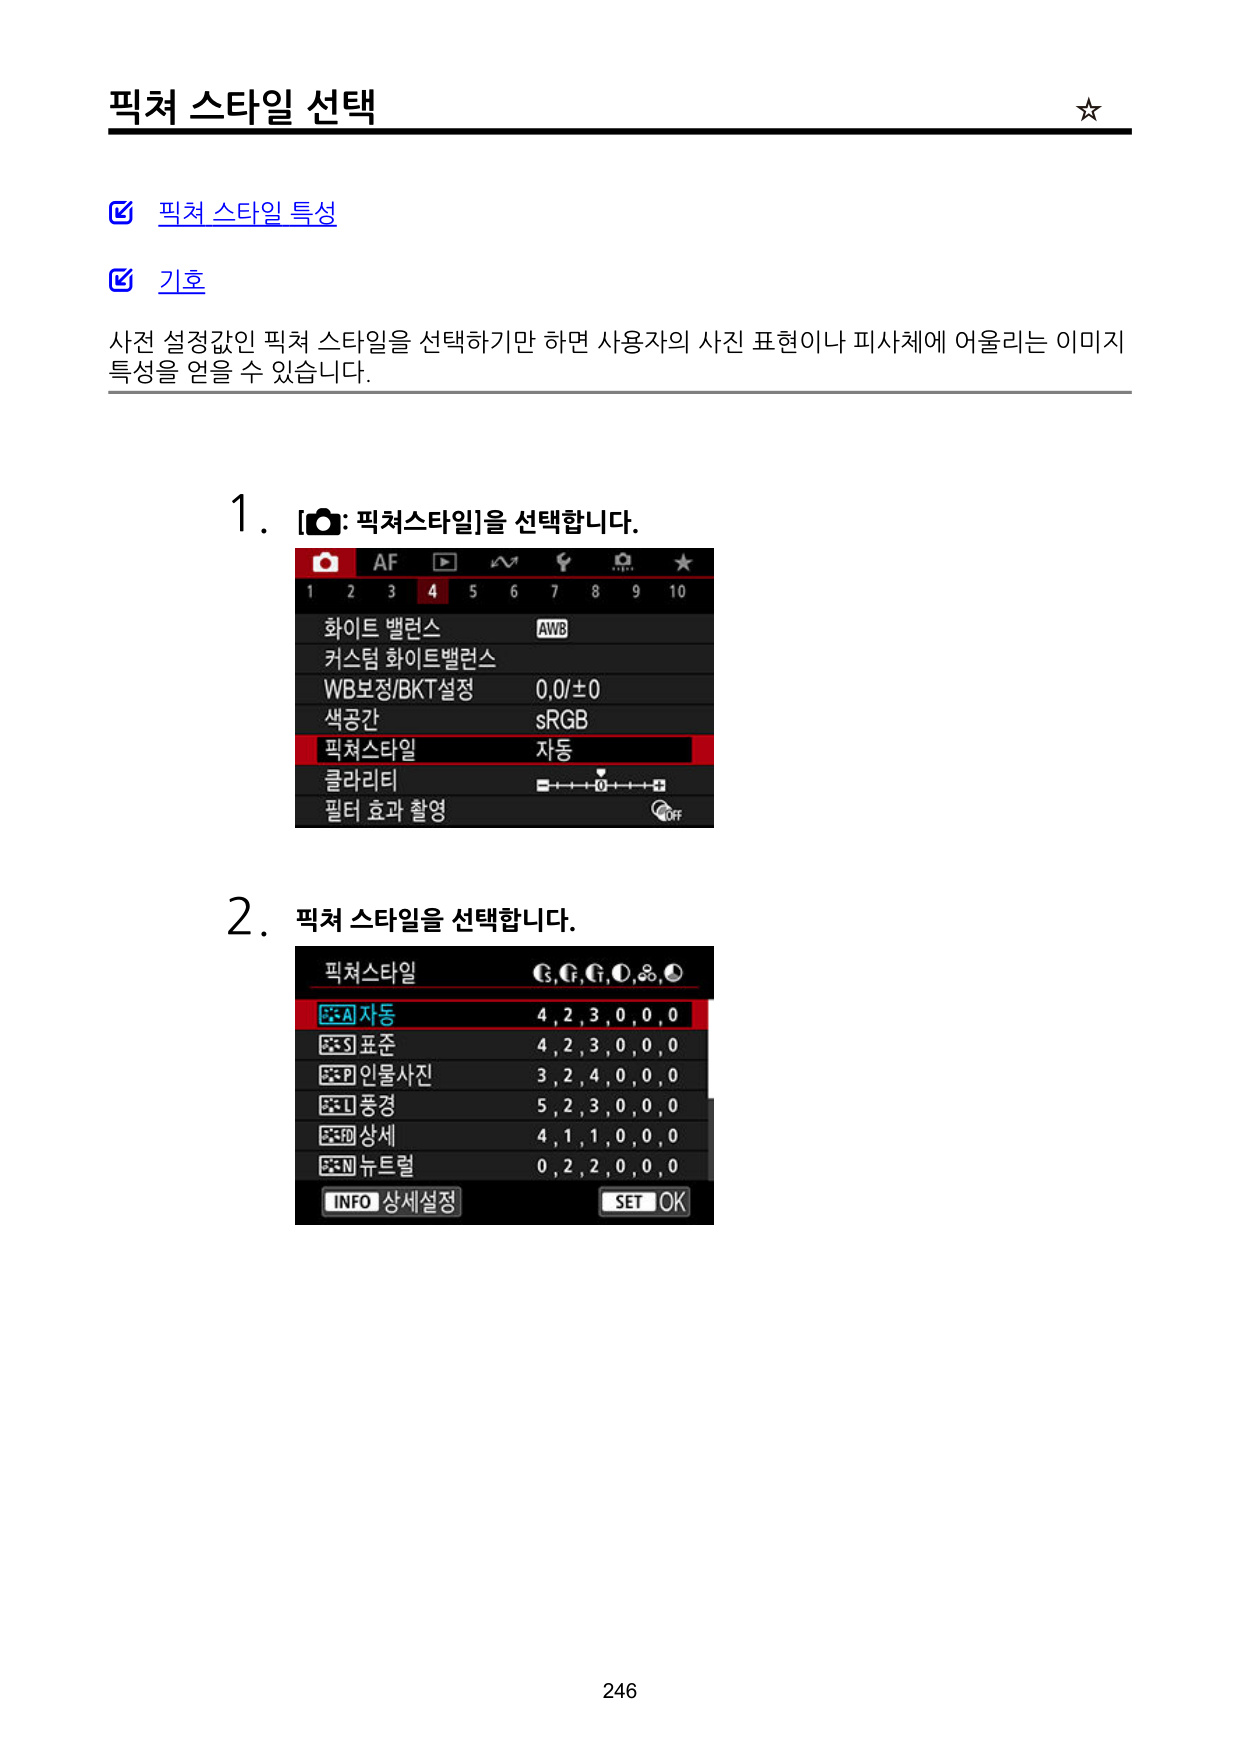 픽쳐 스타일 선택 ☆
픽쳐 스타일 특성
기호
사전 설정값인 픽쳐 스타일을 선택하기만 하면 사용자의 사진 표현이나 피사체에 어울리는 이미지
특성을 얻을 수 있습니다.
1. [: 픽쳐스타일]을 선택합니다.
AF
1 2 3 4 5 6 7 8 9 10
화이트 밸런스 AWB
커스텀 화이트밸런스
WB보정/BKT설정 0,0/±0
색공간 sRGB
픽쳐스타일 자동
클라리티 0
필터 효과 촬영 OFF
2. 픽쳐 스타일을 선택합니다.
픽쳐스타일 S, F, T, , ,
A 자동 4,2,3,0,0,0
S 표준 4,2,3,0,0,0
P 인물사진 3,2,4,0,0,0
L 풍경 5,2,3,0,0,0
FD 상세 4,1,1,0,0,0
N 뉴트럴 0,2,2,0,0,0
INFO 상세설정 SET OK
246